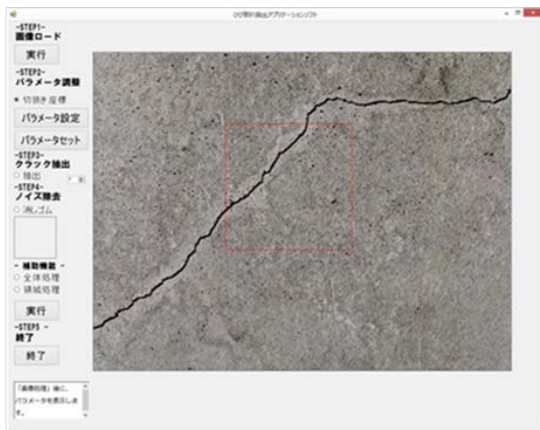 ひび割れ抽出アプリケーションソフト
-STEP1-
画像ロード
実行
-STEP2-
パラメータ調整
切抜き座標
パラメータ設定
パラメータセット
-STEP3-
クラック抽出
抽出
-STEP4-
ノイズ除去
消しゴム
- 補助機能 -
全体処理
領域処理
実行
-STEP5 -
終了
終了
「画像処理」後に、
パラメータを表示しま
す。